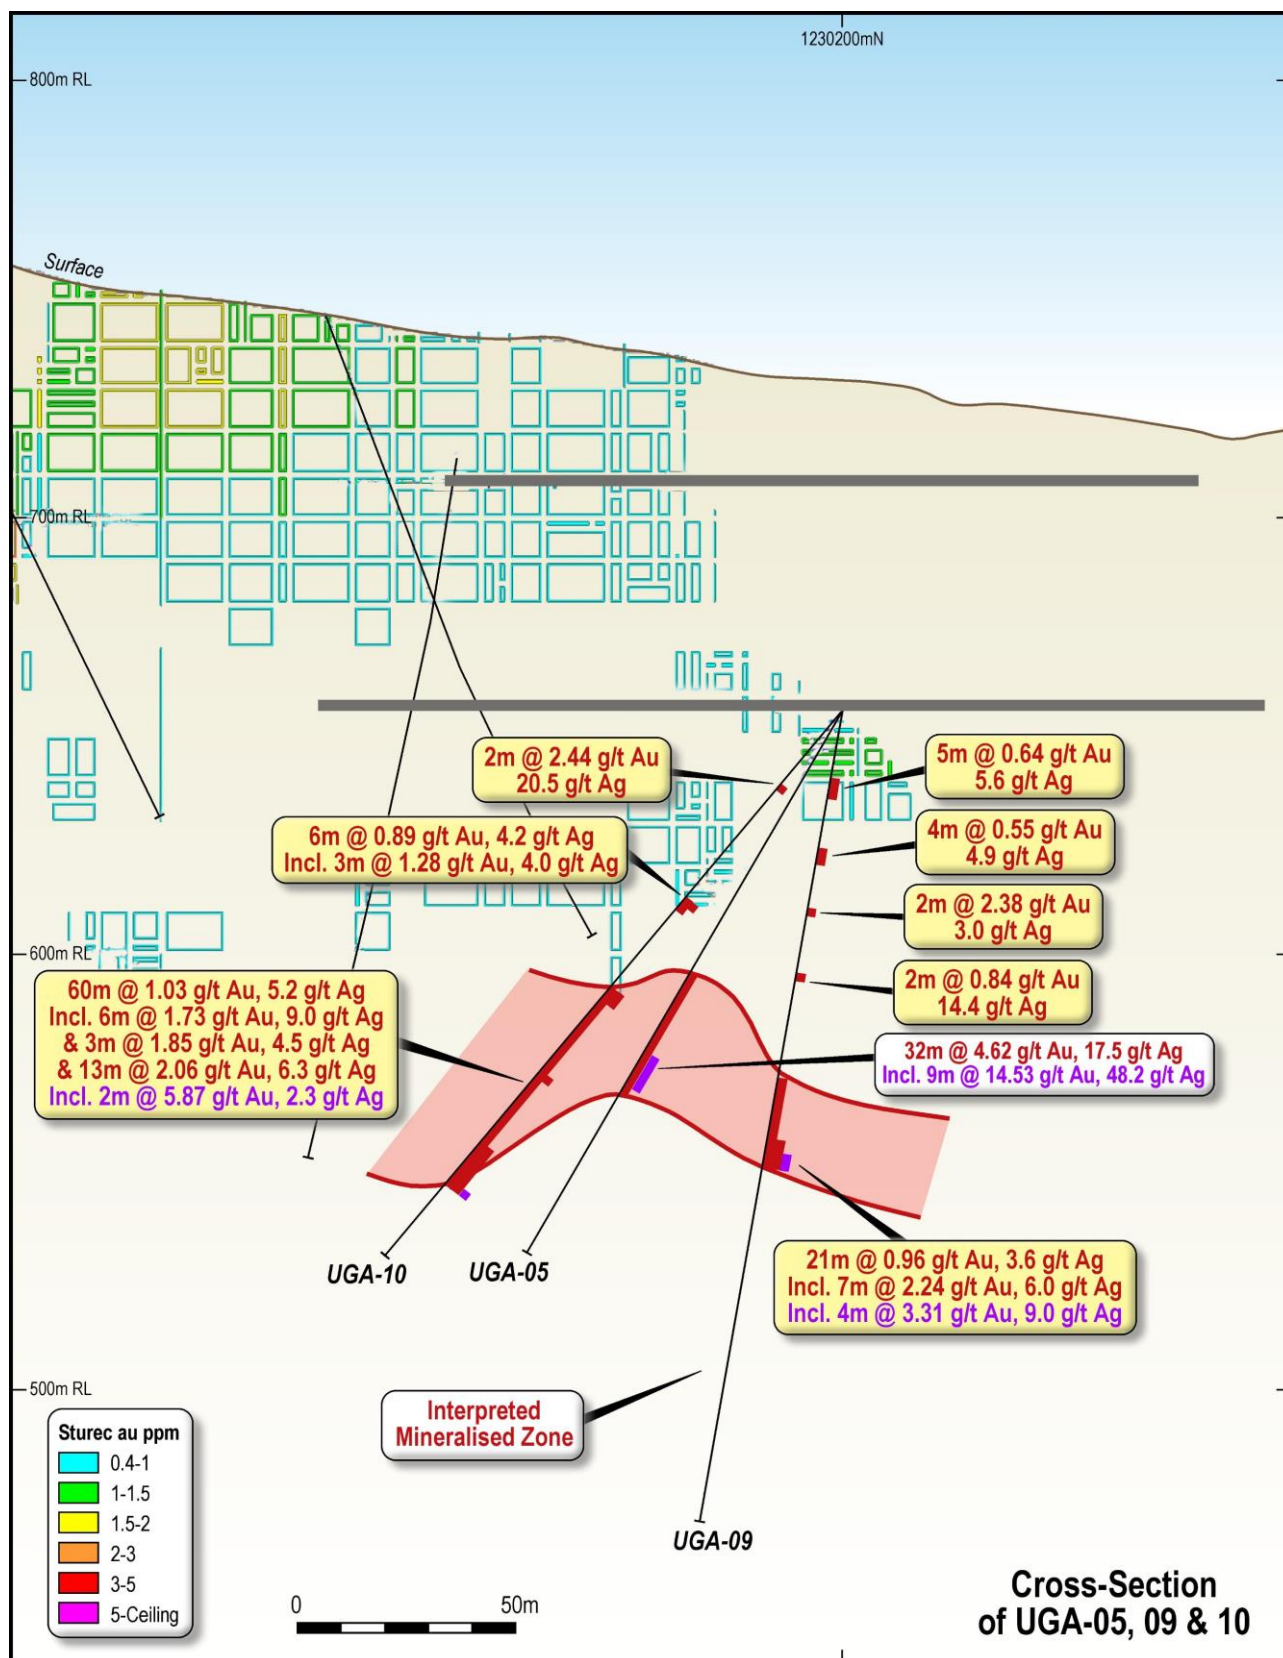 1230200mN
800m RL
Surface
700m RL
2m @ 2.44 g/t Au
20.5 g/t Ag
5m @ 0.64 g/t Au
5.6 g/t Ag
6m @ 0.89 g/t Au, 4.2 g/t Ag
Incl. 3m @ 1.28 g/t Au, 4.0 g/t Ag
4m @ 0.55 g/t Au
4.9 g/t Ag
2m @ 2.38 g/t Au
3.0 g/t Ag
600m RL
2m @ 0.84 g/t Au
14.4 g/t Ag
60m @ 1.03 g/t Au, 5.2 g/t Ag
Incl. 6m @ 1.73 g/t Au, 9.0 g/t Ag
& 3m @ 1.85 g/t Au, 4.5 g/t Ag
& 13m @ 2.06 g/t Au, 6.3 g/t Ag
Incl. 2m @ 5.87 g/t Au, 2.3 g/t Ag
32m @ 4.62 g/t Au, 17.5 g/t Ag
Incl. 9m @ 14.53 g/t Au, 48.2 g/t Ag
UGA-10
UGA-05
21m @ 0.96 g/t Au, 3.6 g/t Ag
Incl. 7m @ 2.24 g/t Au, 6.0 g/t Ag
Incl. 4m @ 3.31 g/t Au, 9.0 g/t Ag
500m RL
Interpreted
Mineralised Zone
UGA-09
Sturec au ppm
0.4-1
1-1.5
1.5-2
2-3
3-5
5-Ceiling
0 50m
Cross-Section
of UGA-05, 09 & 10